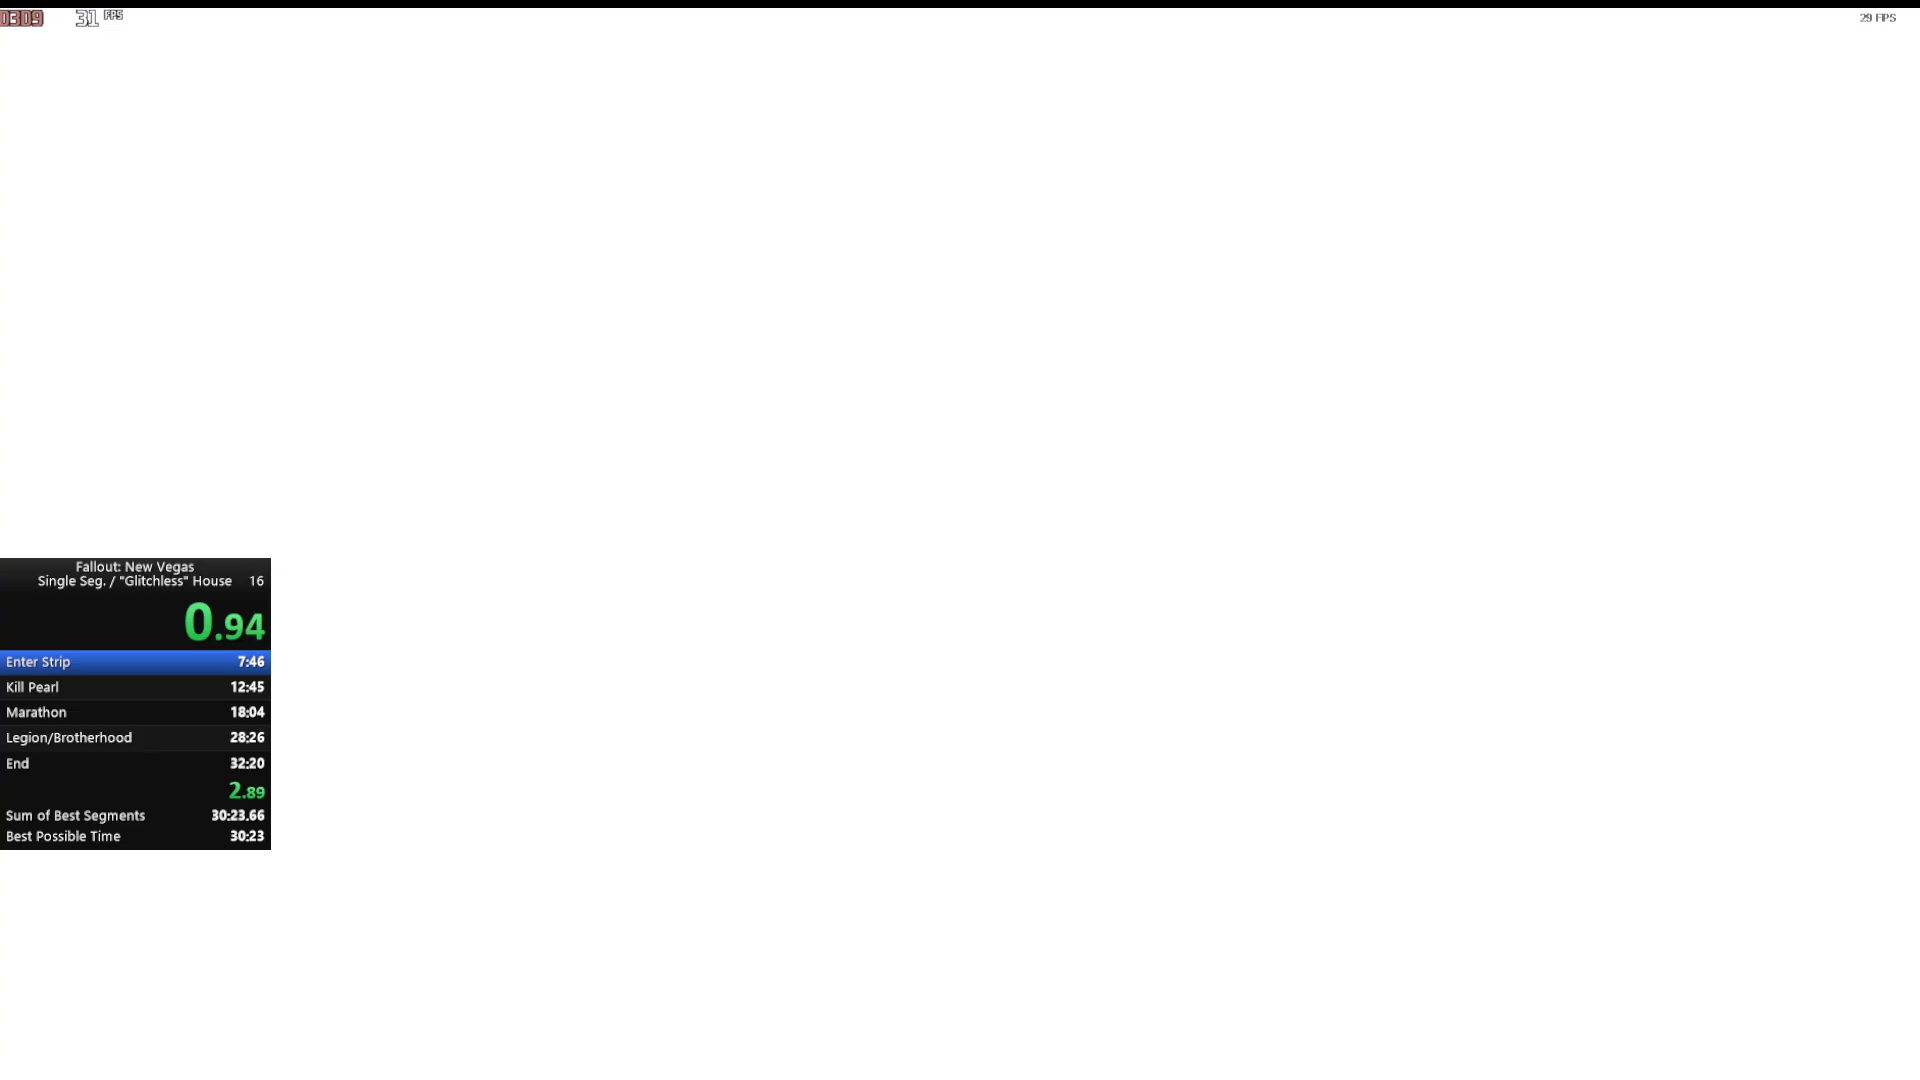 0309 31 FPS
29 FPS
Fallout: New Vegas
Single Seg. / "Glitchless" House 16
0.94
Enter Strip 7:46
Kill Pearl 12:45
Marathon 18:04
Legion/Brotherhood 28:26
End 32:20
2.89
Sum of Best Segments 30:23.66
Best Possible Time 30:23